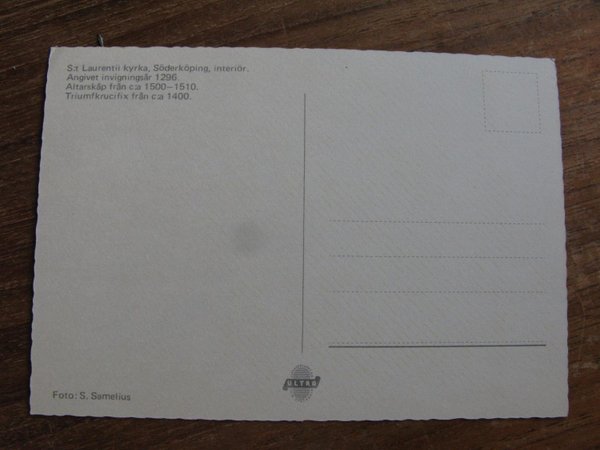 S:t Laurentii kyrka, Söderköping, interiör.
Angivet invigningsår 1296.
Altarskåp från c:a 1500–1510.
Triumfkrucifix från c:a 1400.
ULTRA
Foto: S. Samelius